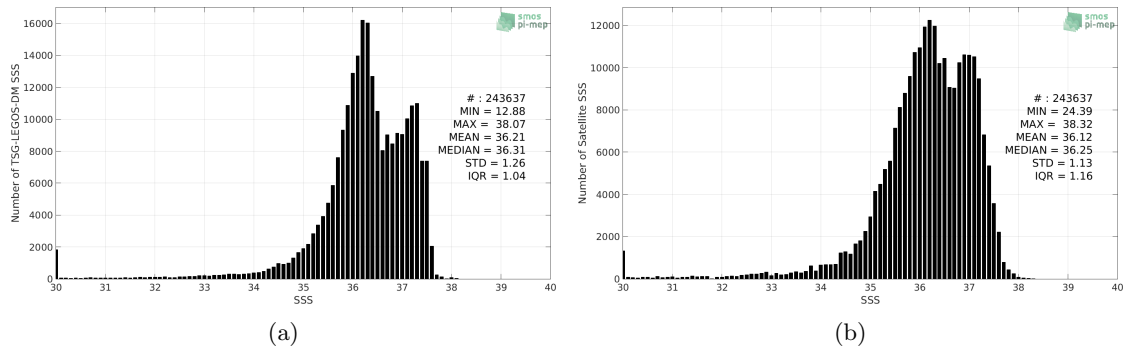 16000
14000
12000
10000
8000
6000
4000
2000
0
Number of TSG-LEGOS-DM SSS
smos
pi-mep
# : 243637
MIN = 12.88
MAX = 38.07
MEAN = 36.21
MEDIAN = 36.31
STD = 1.26
IQR = 1.04
30 31 32 33 34 35 36 37 38 39 40
SSS
(a)
12000
10000
8000
6000
4000
2000
0
Number of Satellite SSS
smos
pi-mep
# : 243637
MIN = 24.39
MAX = 38.32
MEAN = 36.12
MEDIAN = 36.25
STD = 1.13
IQR = 1.16
30 31 32 33 34 35 36 37 38 39 40
SSS
(b)